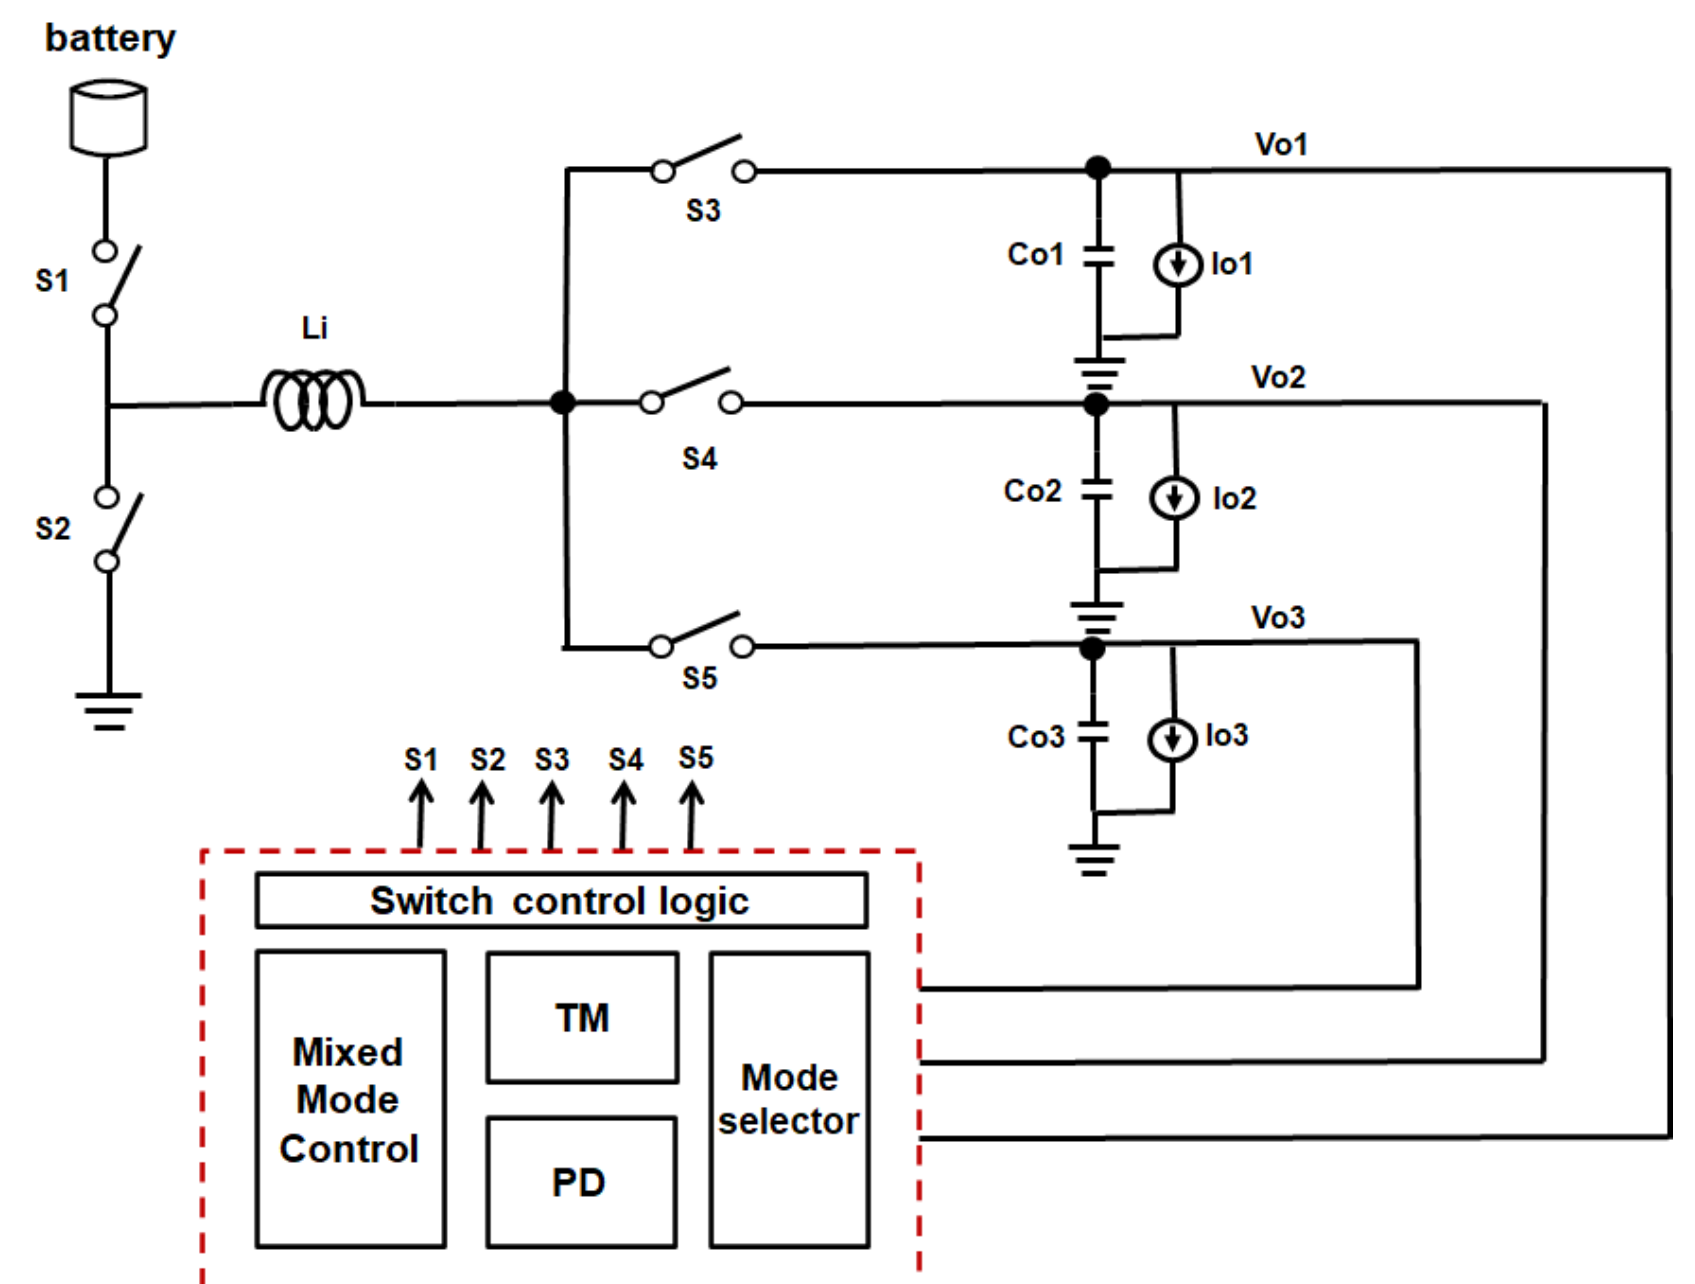 battery
Vo1
S3
Co1
Io1
S1
Li
Vo2
S4
Co2
Io2
S2
Vo3
S5
Co3
Io3
S1 S2 S3 S4 S5
Switch control logic
Mixed
Mode
Control
TM
PD
Mode
selector